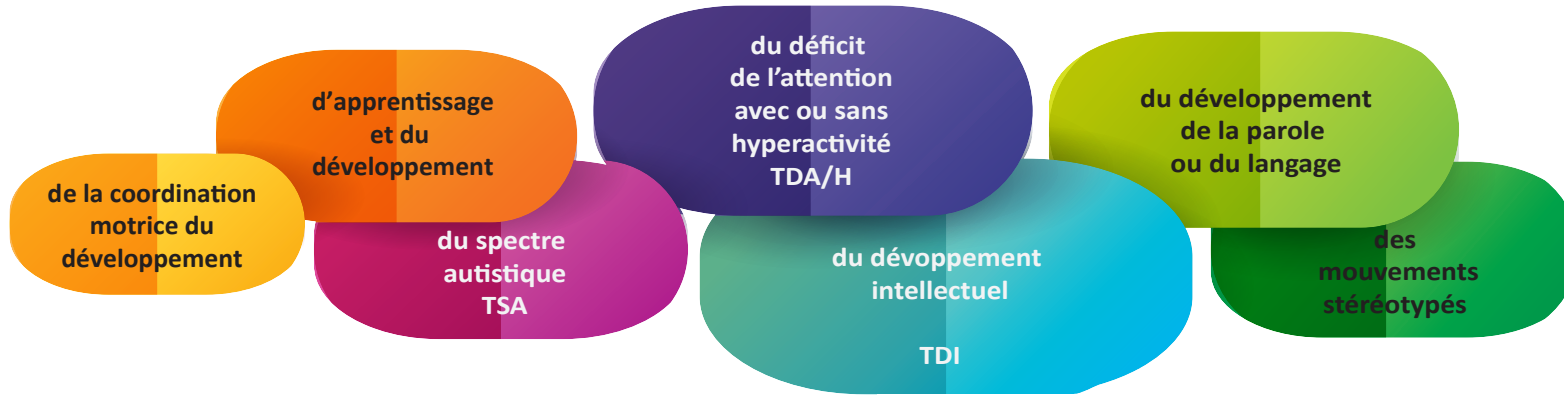 de la coordination
motrice du
développement
d’apprentissage
et du
développement
du spectre
autistique
TSA
du déficit
de l’attention
avec ou sans
hyperactivité
TDA/H
du dévoppement
intellectuel
TDI
du développement
de la parole
ou du langage
des
mouvements
stéréotypés